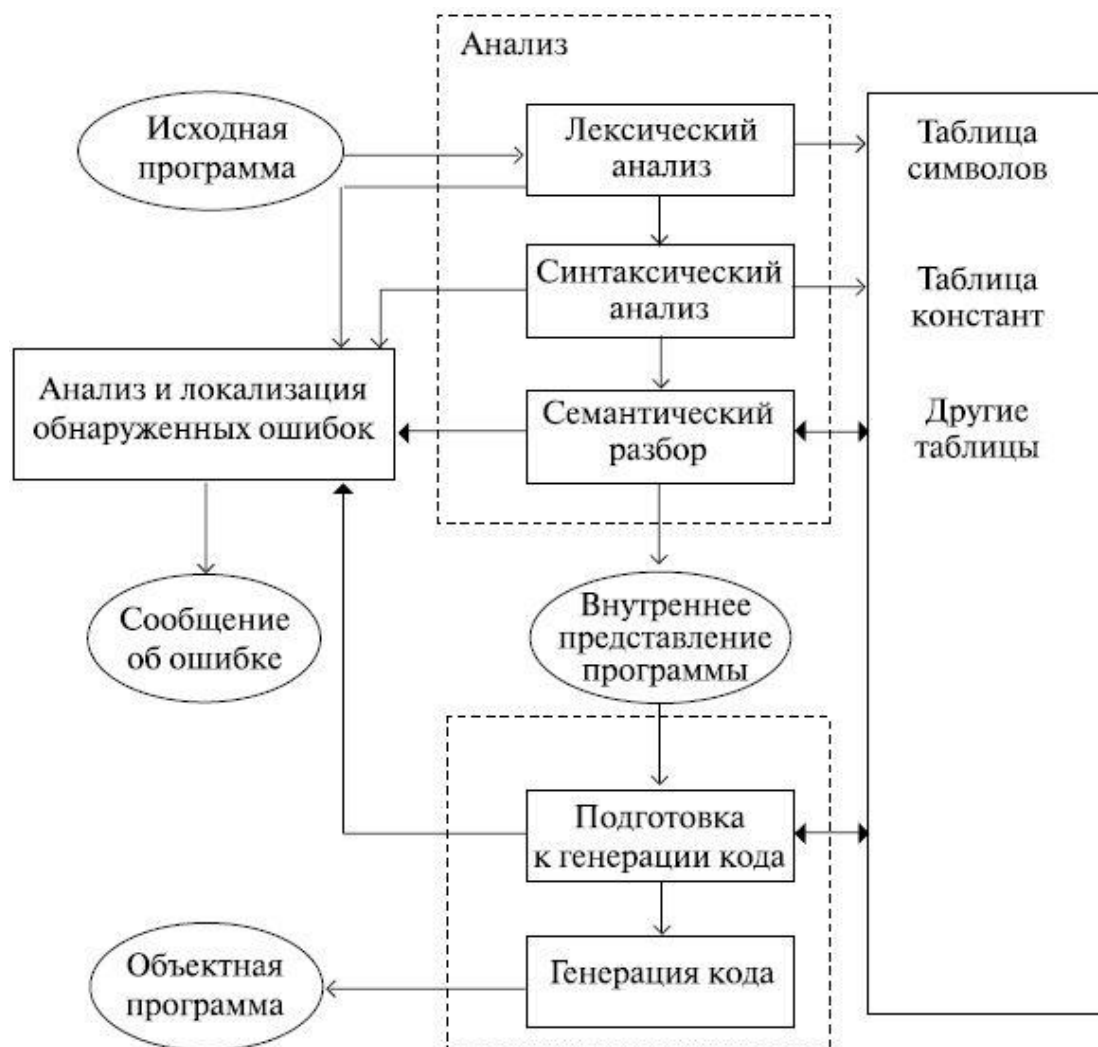 Анализ
Исходная
программа
Лексический
анализ
Таблица
символов
Синтаксический
анализ
Таблица
констант
Анализ и локализация
обнаруженных ошибок
Семантический
разбор
Другие
таблицы
Сообщение
об ошибке
Внутреннее
представление
программы
Подготовка
к генерации кода
Объектная
программа
Генерация кода